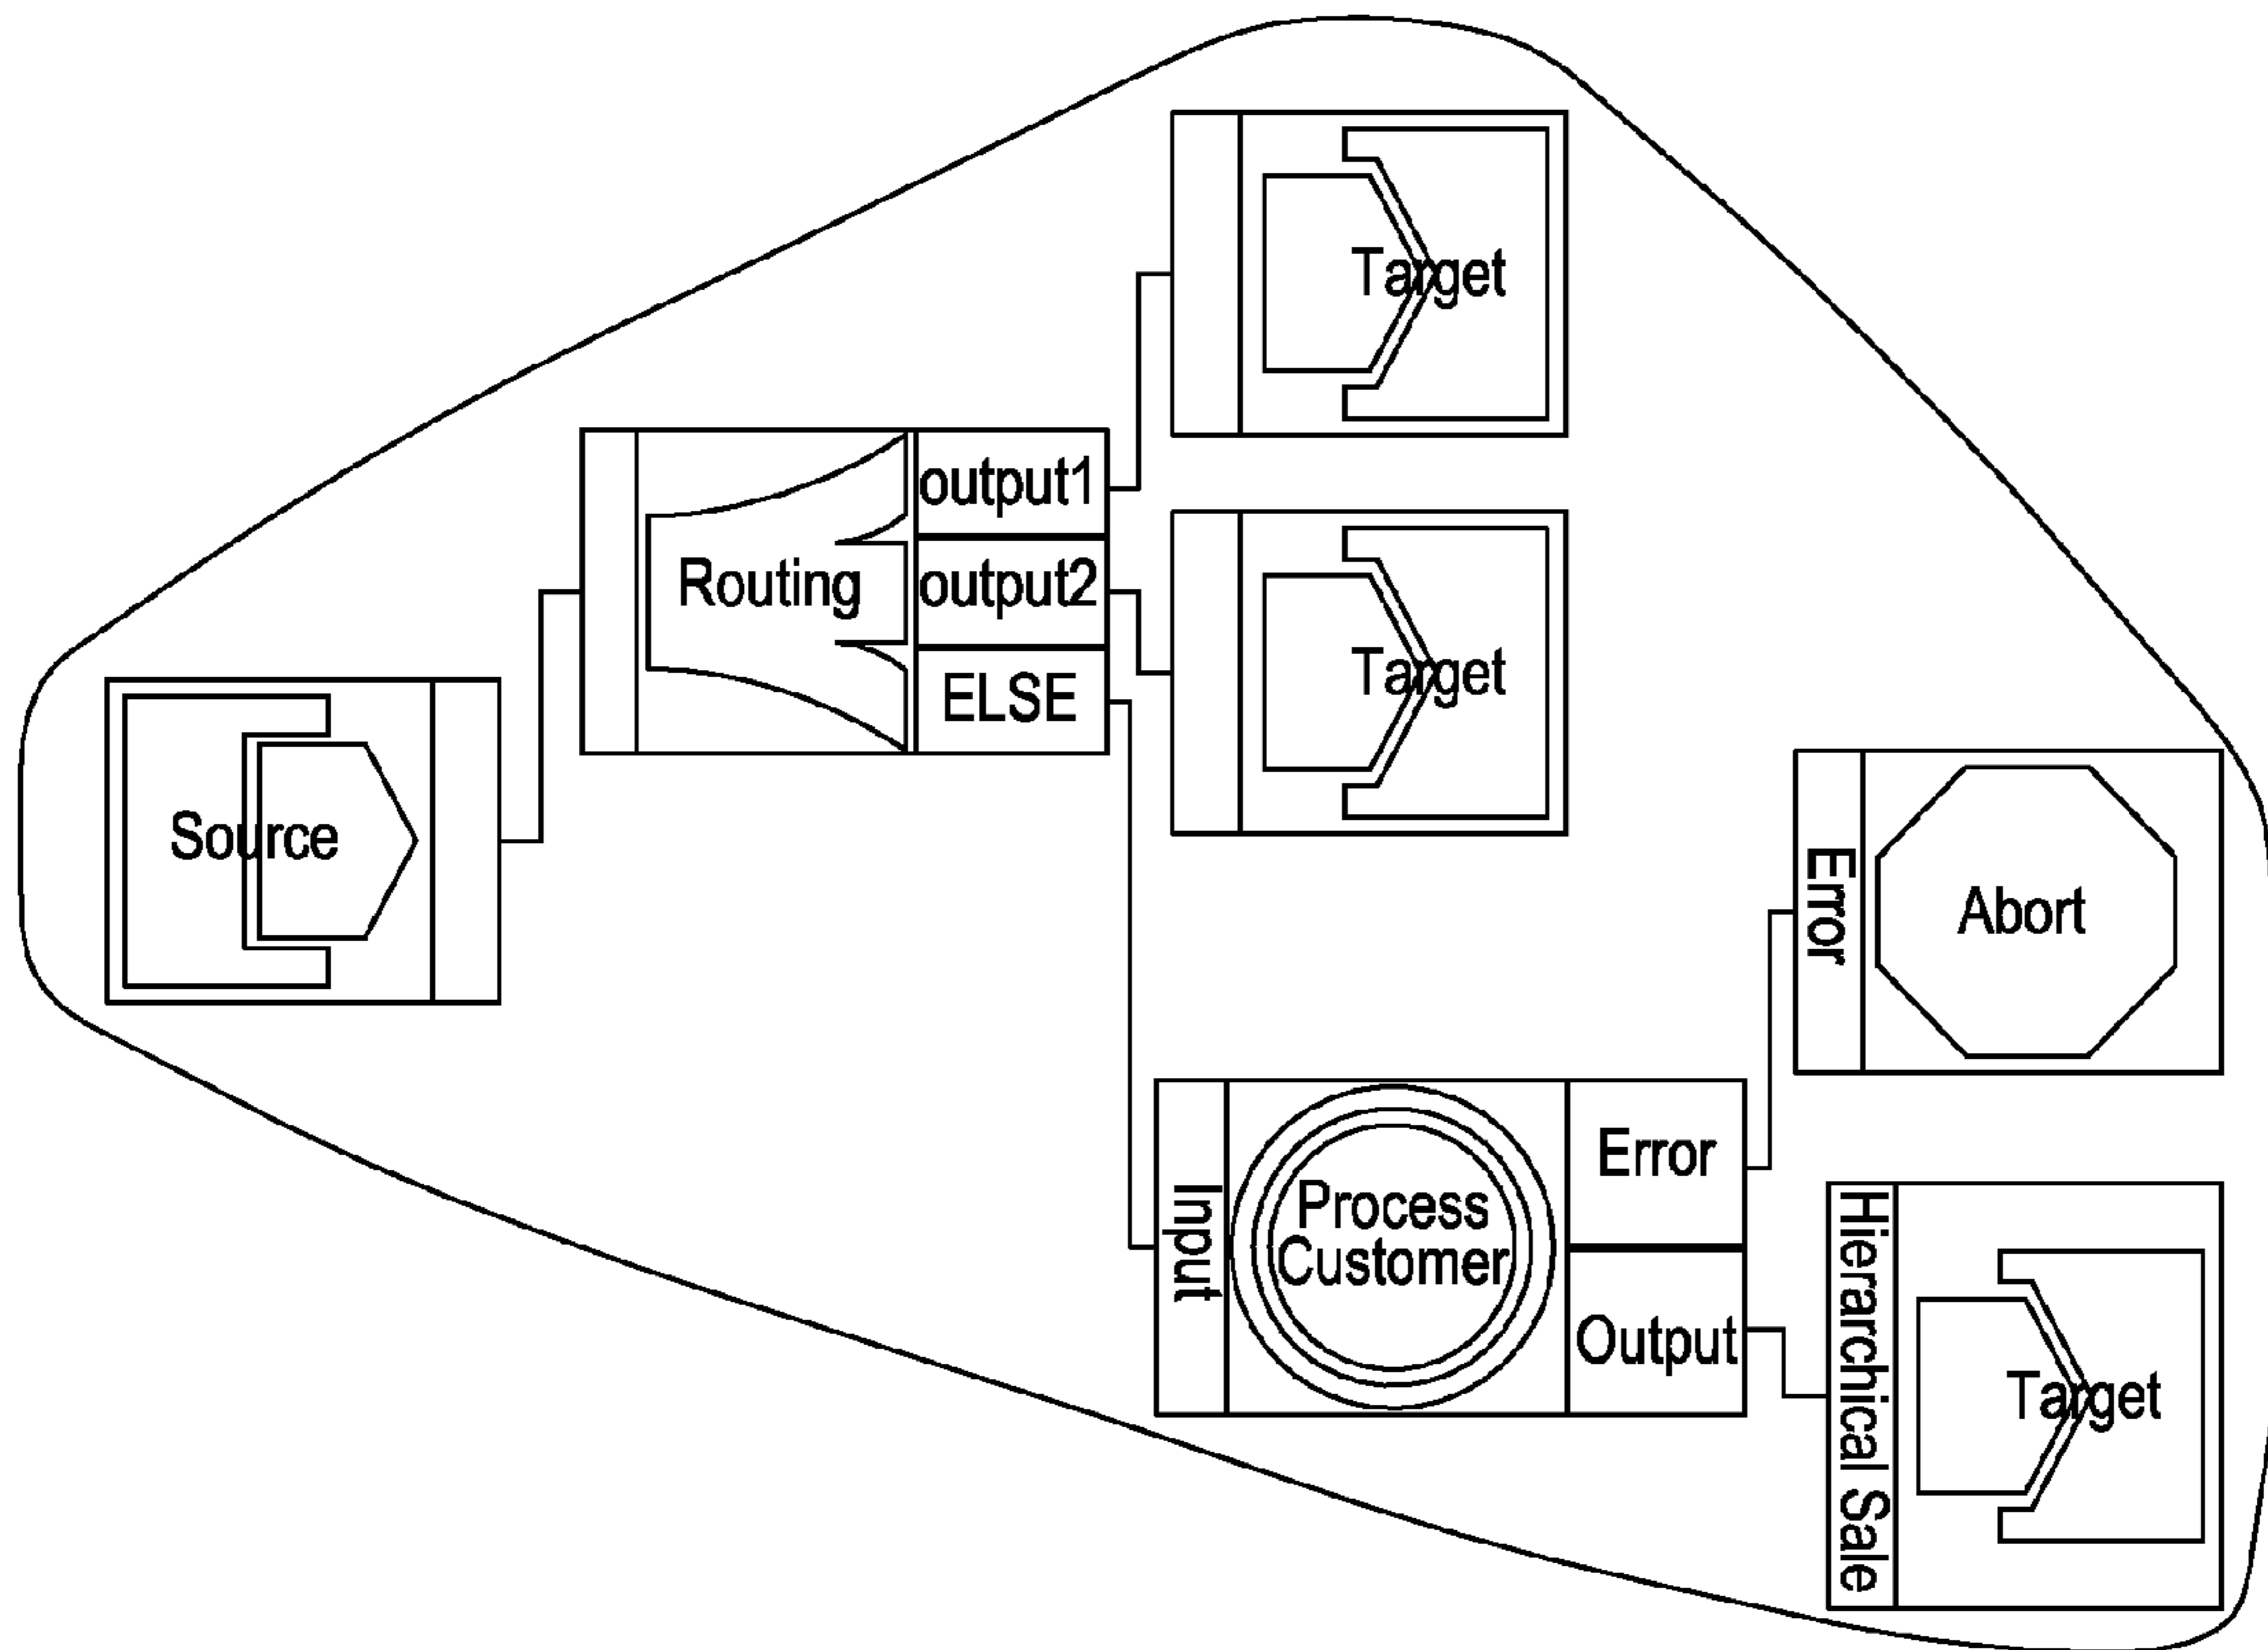 Source
Routing
output1
output2
ELSE
Target
Target
Input
Process
Customer
Error
Output
Error
Abort
Hierarchical Sale
Target